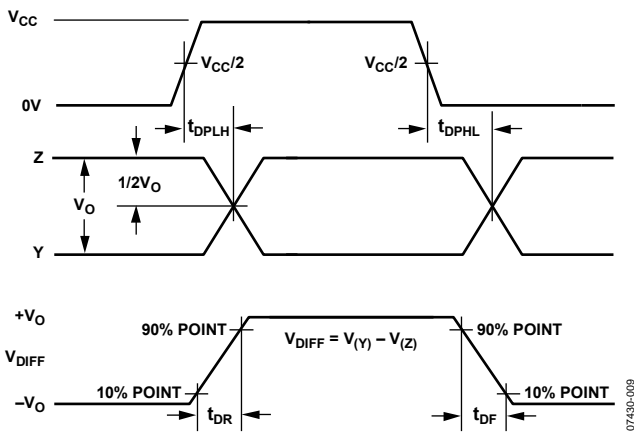 VCC
VCC/2
VCC/2
0V
tDPLH
tDPHL
Z
1/2VO
VO
Y
+VO
90% POINT
VDIFF = V(Y) – V(Z)
90% POINT
VDIFF
10% POINT
10% POINT
–VO
tDR
tDF
07430-009